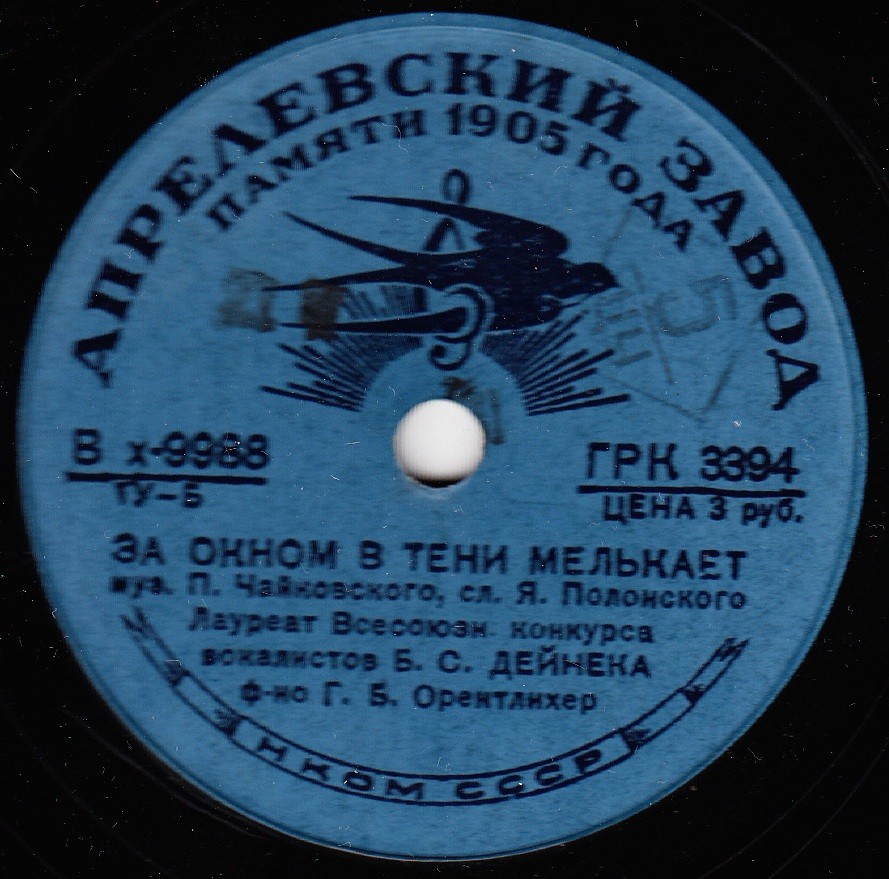 АПРЕЛЕВСКИЙ ЗАВОД
ПАМЯТИ 1905 ГОДА
В х-9988
ТУ-Б
ГРК 3394
ЦЕНА 3 руб.
ЗА ОКНОМ В ТЕНИ МЕЛЬКАЕТ
муз. П. Чайковского, сл. Я. Полонского
Лауреат Всесоюзн. конкурса
вокалистов Б. С. ДЕЙНЕКА
ф-но Г. Б. Орентлихер
НКОМ СССР